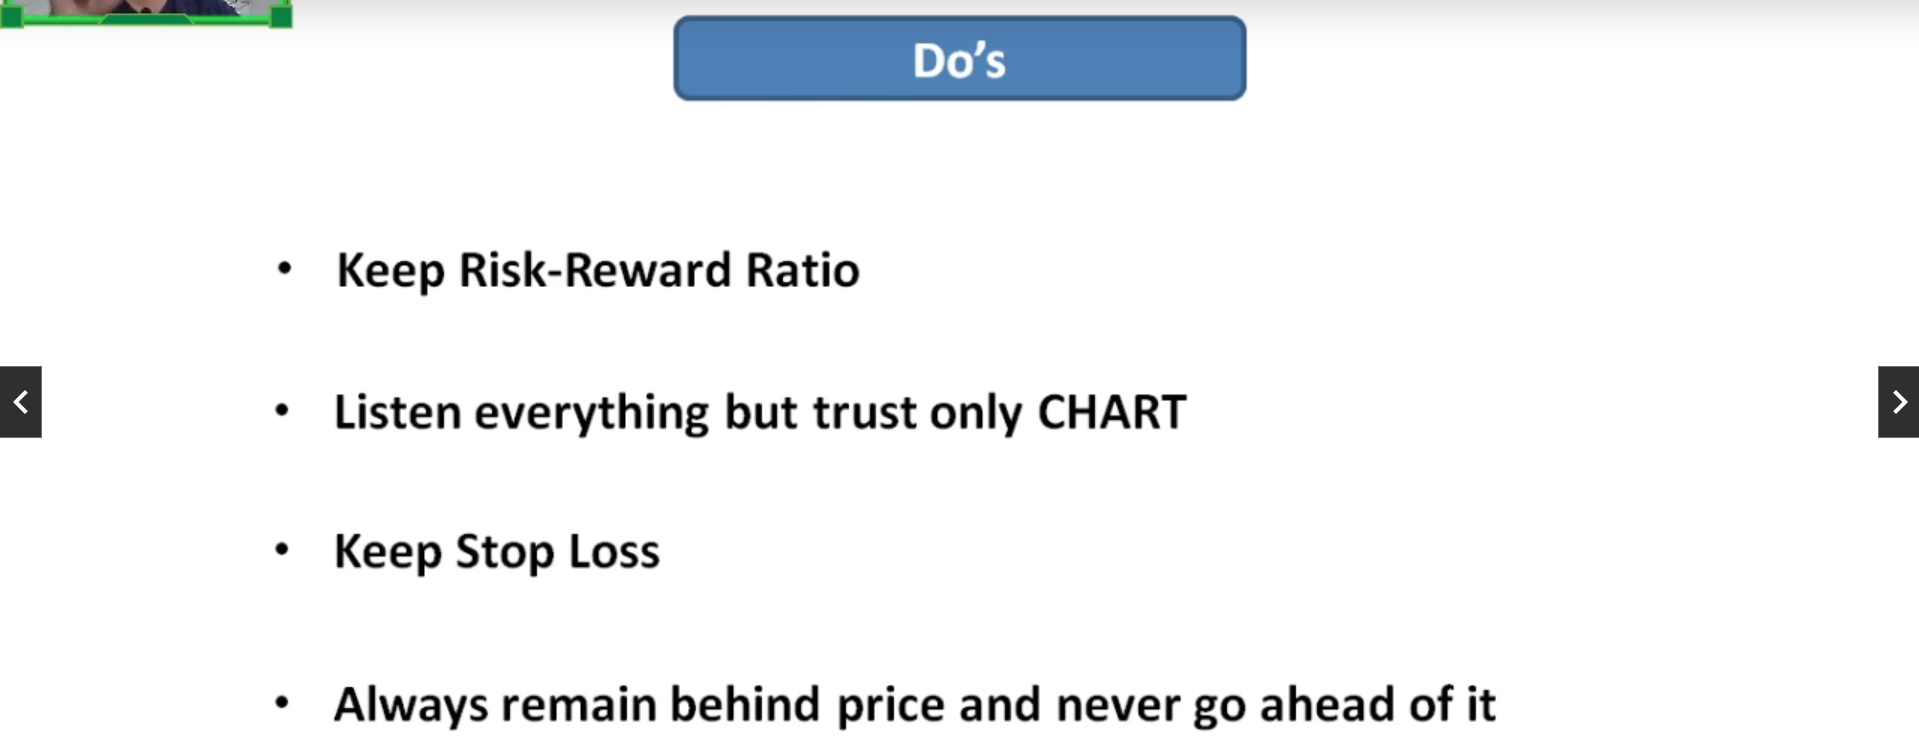 Do’s
• Keep Risk-Reward Ratio
• Listen everything but trust only CHART
• Keep Stop Loss
• Always remain behind price and never go ahead of it